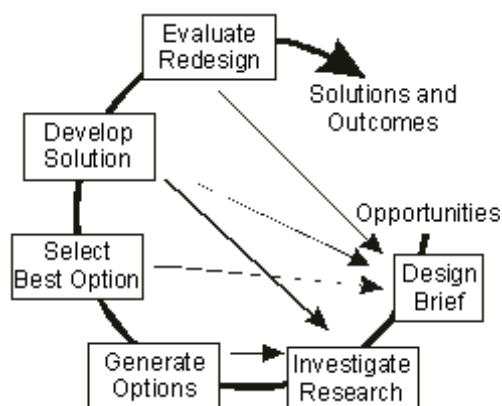 Evaluate
Redesign
Solutions and
Outcomes
Develop
Solution
Opportunities
Select
Best Option
Design
Brief
Generate
Options
Investigate
Research